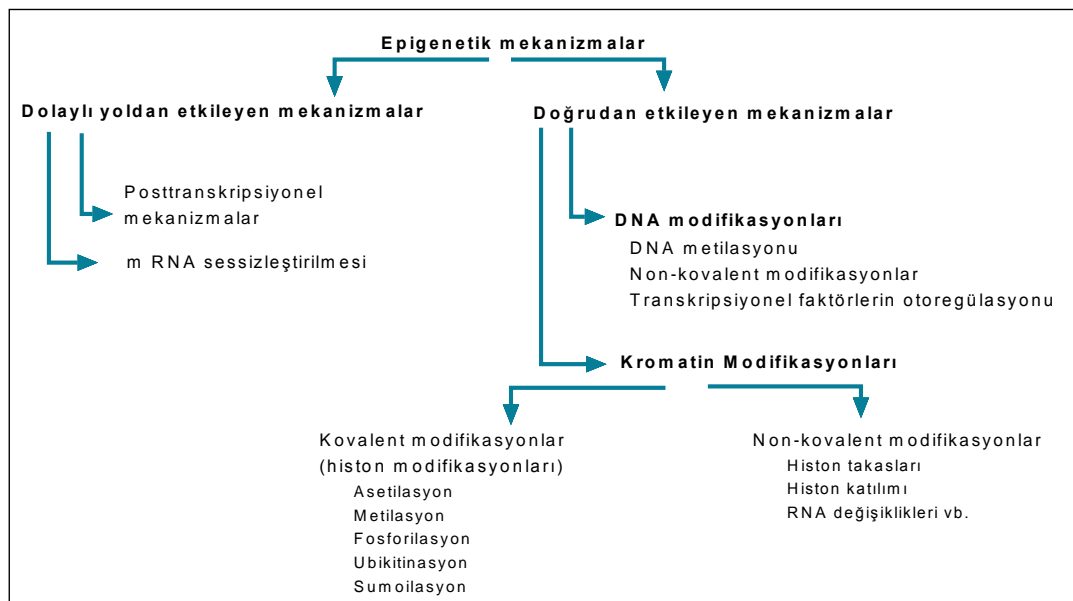 Epigenetik mekanizmalar
Dolaylı yoldan etkileyen mekanizmalar
Doğrudan etkileyen mekanizmalar
Posttranskripsiyonel
mekanizmalar
m RNA sessizleştirilmesi
DNA modifikasyonları
DNA metilasyonu
Non-kovalent modifikasyonlar
Transkripsiyonel faktörlerin otoregülasyonu
Kromatin Modifikasyonları
Kovalent modifikasyonlar
(histon modifikasyonları)
Asetilasyon
Metilasyon
Fosforilasyon
Ubikitinasyon
Sumoilasyon
Non-kovalent modifikasyonlar
Histon takasları
Histon katılımı
RNA değişiklikleri vb.